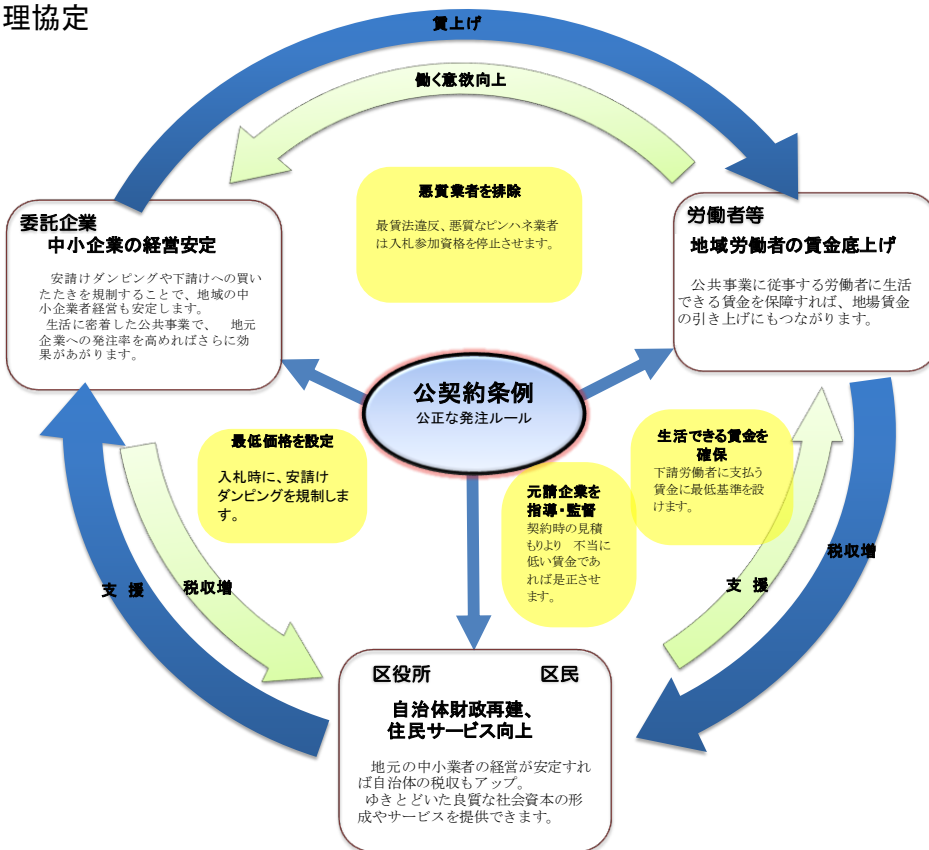 理協定
賃上げ
働く意欲向上
悪質業者を排除
最賃法違反、悪質なピンハネ業者
は入札参加資格を停止させます。
委託企業
中小企業の経営安定
安請けダンピングや下請けへの買い
たたきを規制することで、地域の中
小企業者経営も安定します。
生活に密着した公共事業で、　地元
企業への発注率を高めればさらに効
果があがります。
労働者等
地域労働者の賃金底上げ
公共事業に従事する労働者に生活
できる賃金を保障すれば、地場賃金
の引き上げにもつながります。
公契約条例
公正な発注ルール
最低価格を設定
入札時に、安請け
ダンピングを規制しま
す。
生活できる賃金を
確保
下請労働者に支払う
賃金に最低基準を設
けます。
元請企業を
指導・監督
契約時の見積
もりより　不当に
低い賃金であ
れば是正させ
ます。
支 援
税収増
支 援
税収増
区役所
区民
自治体財政再建、
住民サービス向上
地元の中小業者の経営が安定すれ
ば自治体の税収もアップ。
ゆきとどいた良質な社会資本の形
成やサービスを提供できます。